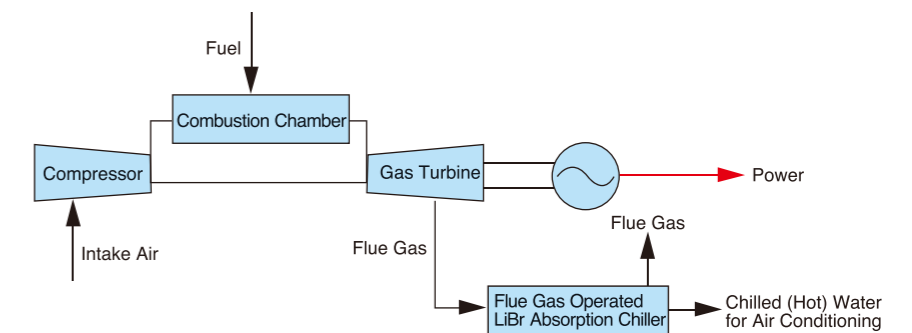 Fuel
Combustion Chamber
Compressor
Gas Turbine
Power
Intake Air
Flue Gas
Flue Gas
Flue Gas Operated
LiBr Absorption Chiller
Chilled (Hot) Water
for Air Conditioning